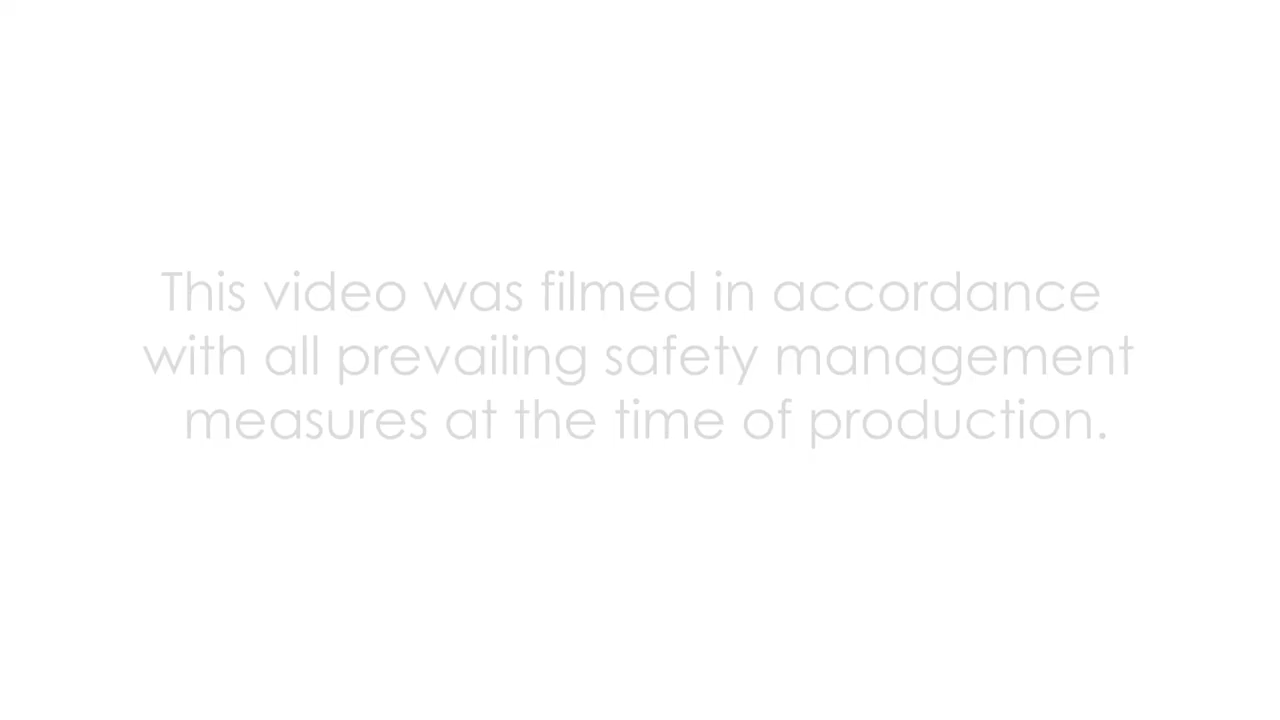 This video was filmed in accordance
with all prevailing safety management
measures at the time of production.